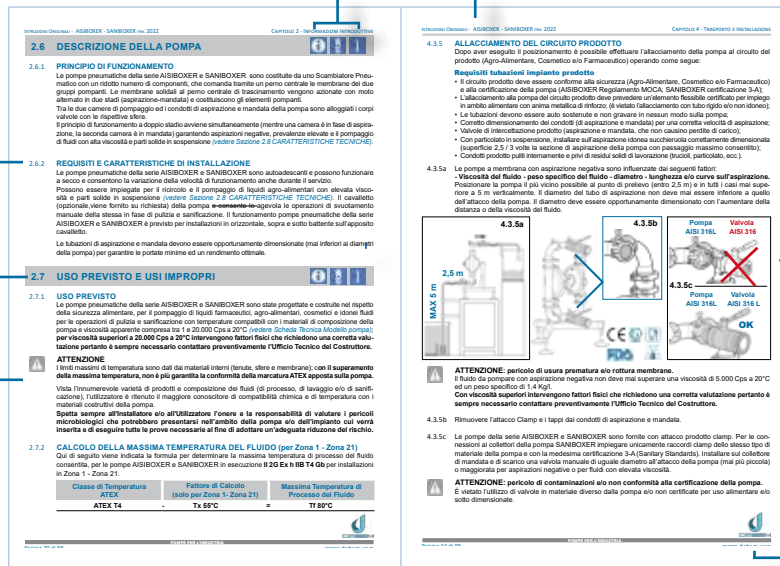 ISTRUZIONI ORIGINALI - AISIBOXER - SANIBOXER REV. 2022
CAPITOLO 2 - INFORMAZIONI INTRODUTTIVE
2.6 DESCRIZIONE DELLA POMPA
2.6.1 PRINCIPIO DI FUNZIONAMENTO
Le pompe pneumatiche della serie AISIBOXER e SANIBOXER sono costituite da uno Scambiatore Pneu-
matico con un ridotto numero di componenti, che comanda tramite un perno centrale le membrane dei due
gruppi pompanti. Le membrane solidali al perno centrale di trascinamento vengono azionate con moto
alternato in due stadi (aspirazione-mandata) e costituiscono gli elementi pompanti.
Tra le due camere di pompaggio ed i condotti di aspirazione e mandata della pompa sono alloggiati i corpi
valvole con le rispettive sfere.
Il principio di funzionamento a doppio stadio avviene simultaneamente (mentre una camera è in fase di aspira-
zione, la seconda camera è in mandata) garantendo aspirazioni negative, prevalenze elevate e il pompaggio
di fluidi con alta viscosità e parti solide in sospensione (vedere Sezione 2.8 CARATTERISTICHE TECNICHE).
2.6.2 REQUISITI E CARATTERISTICHE DI INSTALLAZIONE
Le pompe pneumatiche della serie AISIBOXER e SANIBOXER sono autoadescanti e possono funzionare
a secco e consentono la variazione della velocità di funzionamento anche durante il servizio.
Possono essere impiegate per il ricircolo e il pompaggio di liquidi agro-alimentari con elevata visco-
sità e parti solide in sospensione (vedere Sezione 2.8 CARATTERISTICHE TECNICHE). Il cavalletto
(opzionale,viene fornito su richiesta) della pompa e consente lo agevola le operazioni di svuotamento
manuale della stessa in fase di pulizia e sanificazione. Il funzionamento pompe pneumatiche della serie
AISIBOXER e SANIBOXER è previsto per installazioni in orizzontale, sopra e sotto battente sull'apposito
cavalletto.
Le tubazioni di aspirazione e mandata devono essere opportunamente dimensionate (mai inferiori ai diametri
della pompa) per garantire le portate minime ed un rendimento ottimale.
2.7 USO PREVISTO E USI IMPROPRI
2.7.1 USO PREVISTO
Le pompe pneumatiche della serie AISIBOXER e SANIBOXER sono state progettate e costruite nel rispetto
della sicurezza alimentare, per il pompaggio di liquidi farmaceutici, agro-alimentari, cosmetici e idonei fluidi
per le operazioni di pulizia e sanificazione con temperature compatibili con i materiali di composizione della
pompa e viscosità apparente compresa tra 1 e 20.000 Cps a 20°C (vedere Scheda Tecnica Modello pompa);
per viscosità superiori a 20.000 Cps a 20°C intervengono fattori fisici che richiedono una corretta valu-
tazione pertanto è sempre necessario contattare preventivamente l'Ufficio Tecnico del Costruttore.
ATTENZIONE
I limiti massimi di temperatura sono dati dai materiali interni (tenute, sfere e membrane); con il superamento
della massima temperatura, non è più garantita la conformità della marcatura ATEX apposta sulla pompa.
Vista l'innumerevole varietà di prodotti e composizione dei fluidi (di processo, di lavaggio e/o di sanifi-
cazione), l'utilizzatore è ritenuto il maggiore conoscitore di compatibilità chimica e di temperatura con i
materiali costruttivi della pompa.
Spetta sempre all'Installatore e/o all'Utilizzatore l'onere e la responsabilità di valutare i pericoli
microbiologici che potrebbero presentarsi nell'ambito della pompa e/o dell'impianto cui verrà
installata ed eseguire tutte le prove necessarie al fine di adottare un'adeguata riduzione del rischio.
2.7.2 CALCOLO DELLA MASSIMA TEMPERATURA DEL FLUIDO (per Zona 1 - Zona 21)
Qui di seguito viene indicata la formula per determinare la massima temperatura di processo del fluido
consentita, per le pompe AISIBOXER e SANIBOXER in esecuzione II 2G Ex h IIB T4 Gb per installazioni
in Zona 1 - Zona 21.
Classe di Temperatura ATEX
Fattore di Calcolo (solo per Zona 1- Zona 21)
Massima Temperatura di Processo del Fluido
ATEX T4 - Tx 55°C = Tf 80°C
POMPE PER L'INDUSTRIA
ISTRUZIONI ORIGINALI - AISIBOXER - SANIBOXER REV. 2022
CAPITOLO 4 - TRASPORTO E INSTALLAZIONE
4.3.5 ALLACCIAMENTO DEL CIRCUITO PRODOTTO
Dopo aver eseguito il posizionamento è possibile effettuare l'allacciamento della pompa al circuito del
prodotto (Agro-Alimentare, Cosmetico e/o Farmaceutico) operando come segue:
Requisiti tubazioni impianto prodotto
• Il circuito prodotto deve essere conforme alla sicurezza (Agro-Alimentare, Cosmetico e/o Farmaceutico)
e alla certificazione della pompa (AISIBOXER Regolamento MOCA; SANIBOXER certificazione 3-A);
• L'allacciamento alla pompa del circuito prodotto deve prevedere un'elemento flessibile certificato per impiego
in ambito alimentare con anima metallica di rinforzo; (è vietato l'allacciamento con tubo rigido e/o non idoneo);
• Le tubazioni devono essere auto sostenute e non gravare in nessun modo sulla pompa;
• Corretto dimensionamento dei condotti (di aspirazione e mandata) per una corretta velocità di aspirazione;
• Valvole di intercettazione prodotto (aspirazione e mandata, che non causino perdite di carico);
• Con particolato in sospensione, installare sull'aspirazione idonea succhieruola correttamente dimensionata
(superficie 2,5 / 3 volte la sezione di aspirazione della pompa con passaggio massimo consentito);
• Condotti prodotto puliti internamente e privi di residui solidi di lavorazione (trucioli, particolato, ecc.).
4.3.5a Le pompe a membrana con aspirazione negativa sono influenzate dai seguenti fattori:
- Viscosità del fluido - peso specifico del fluido - diametro - lunghezza e/o curve sull'aspirazione.
Posizionare la pompa il più vicino possibile al punto di prelievo (entro 2,5 m) e in tutti i casi mai supe-
riore a 5 m verticalmente. Il diametro del tubo di aspirazione non deve mai essere inferiore a quello
dell'attacco della pompa. Il diametro deve essere opportunamente dimensionato con l'aumentare della
distanza o della viscosità del fluido.
4.3.5a
2,5 m
MAX 5 m
4.3.5b
CE
FDA
Pompa AISI 316L
Valvola AISI 316
4.3.5c
Pompa AISI 316L
Valvola AISI 316 L
OK
ATTENZIONE: pericolo di usura prematura e/o rottura membrane.
Il fluido da pompare con aspirazione negativa non deve mai superare una viscosità di 5.000 Cps a 20°C
ed un peso specifico di 1,4 Kg/l.
Con viscosità superiori intervengono fattori fisici che richiedono una corretta valutazione pertanto è
sempre necessario contattare preventivamente l'Ufficio Tecnico del Costruttore.
4.3.5b Rimuovere l'attacco Clamp e i tappi dai condotti di aspirazione e mandata.
4.3.5c Le pompe della serie AISIBOXER e SANIBOXER sono fornite con attacco prodotto clamp. Per le con-
nessioni ai collettori della pompa SANIBOXER impiegare unicamente raccordi clamp dello stesso tipo di
materiale della pompa e con la medesima certificazione 3-A (Sanitary Standards). Installare sul collettore
di mandata e di scarico una valvola manuale di uguale diametro all'attacco della pompa (mai più piccola)
o maggiorata per aspirazioni negative o per fluidi con elevata viscosità.
ATTENZIONE: pericolo di contaminazioni e/o non conformità alla certificazione della pompa.
É vietato l'utilizzo di valvole in materiale diverso dalla pompa e/o non certificate per uso alimentare e/o
sotto dimensionate.
POMPE PER L'INDUSTRIA